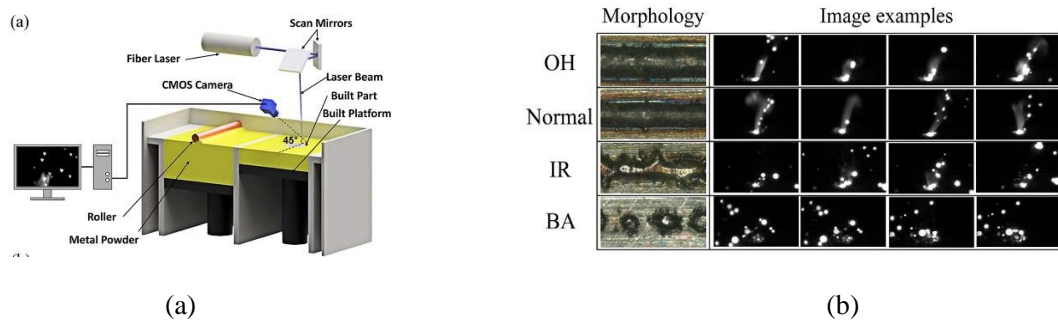 (a)
Scan Mirrors
Fiber Laser
Laser Beam
CMOS Camera
Built Part
Built Platform
45°
Roller
Metal Powder
(a)
Morphology Image examples
OH
Normal
IR
BA
(b)